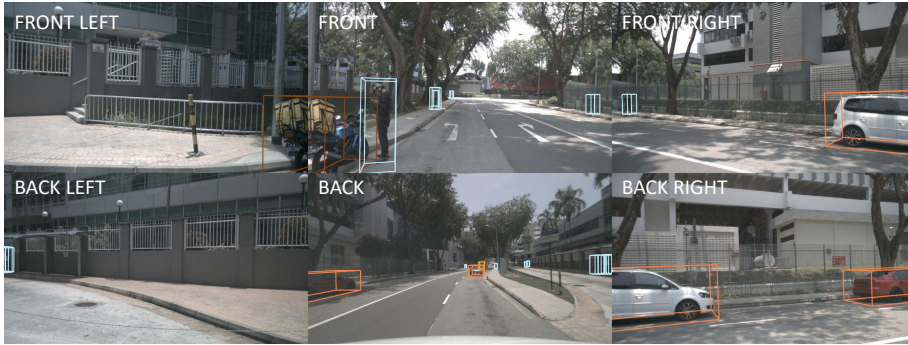 FRONT LEFT
FRONT
FRONT RIGHT
BACK LEFT
BACK
BACK RIGHT